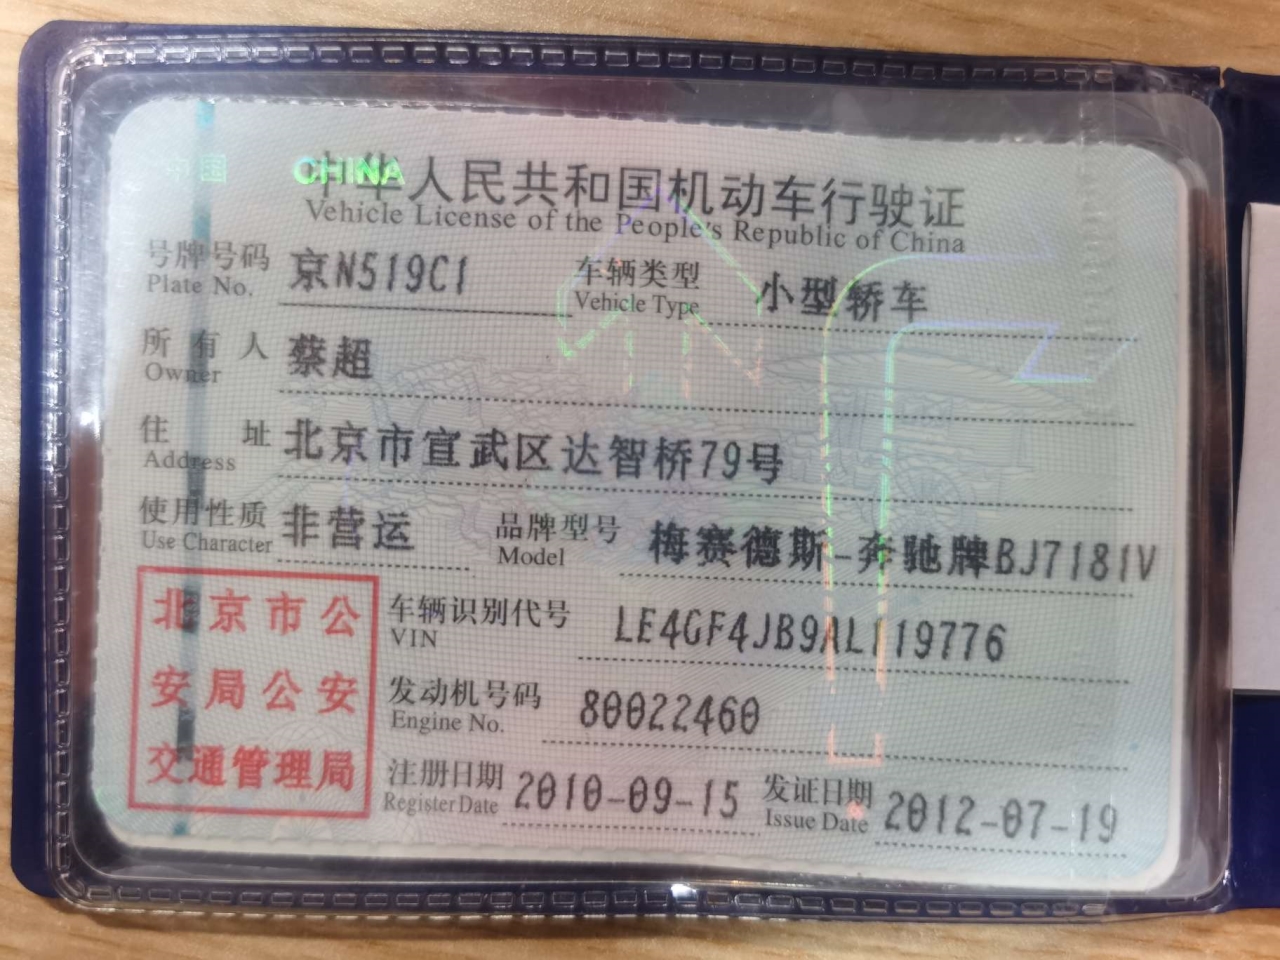 中国 CHINA
中华人民共和国机动车行驶证
Vehicle License of the People's Republic of China
号牌号码 京N519C1 车辆类型 小型轿车
Plate No. Vehicle Type
所有人 蔡超
Owner
住址 北京市宣武区达智桥79号
Address
使用性质 非营运 品牌型号 梅赛德斯-奔驰牌BJ7181V
Use Character Model
北京市公
安局公安
交通管理局
车辆识别代号 LE4GF4JB9AL119776
VIN
发动机号码 80022460
Engine No.
注册日期 2010-09-15 发证日期 2012-07-19
Register Date Issue Date